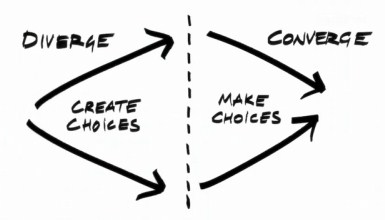 DIVERGE
CONVERGE
CREATE
CHOICES
MAKE
CHOICES